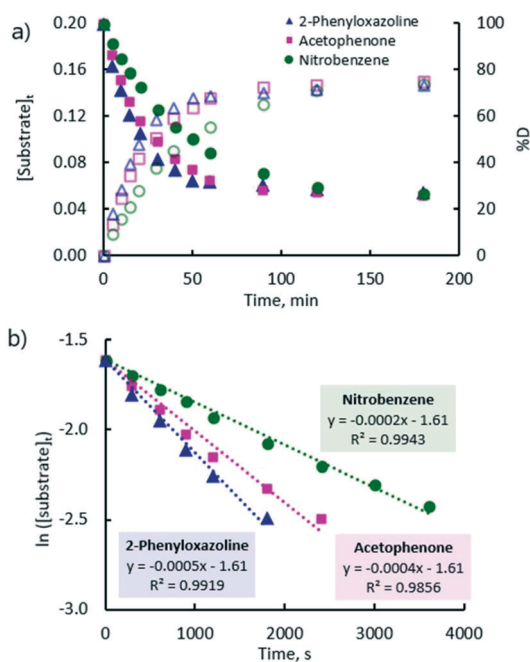 a)
2-Phenyloxazoline
Acetophenone
Nitrobenzene
[Substrate]t
0.20
0.16
0.12
0.08
0.04
0.00
100
80
60
40
20
0
%D
0 50 100 150 200
Time, min
b)
ln ([substrate]t)
-1.5
-2.0
-2.5
-3.0
Nitrobenzene
y = -0.0002x - 1.61
R² = 0.9943
2-Phenyloxazoline
y = -0.0005x - 1.61
R² = 0.9919
Acetophenone
y = -0.0004x - 1.61
R² = 0.9856
0 1000 2000 3000 4000
Time, s